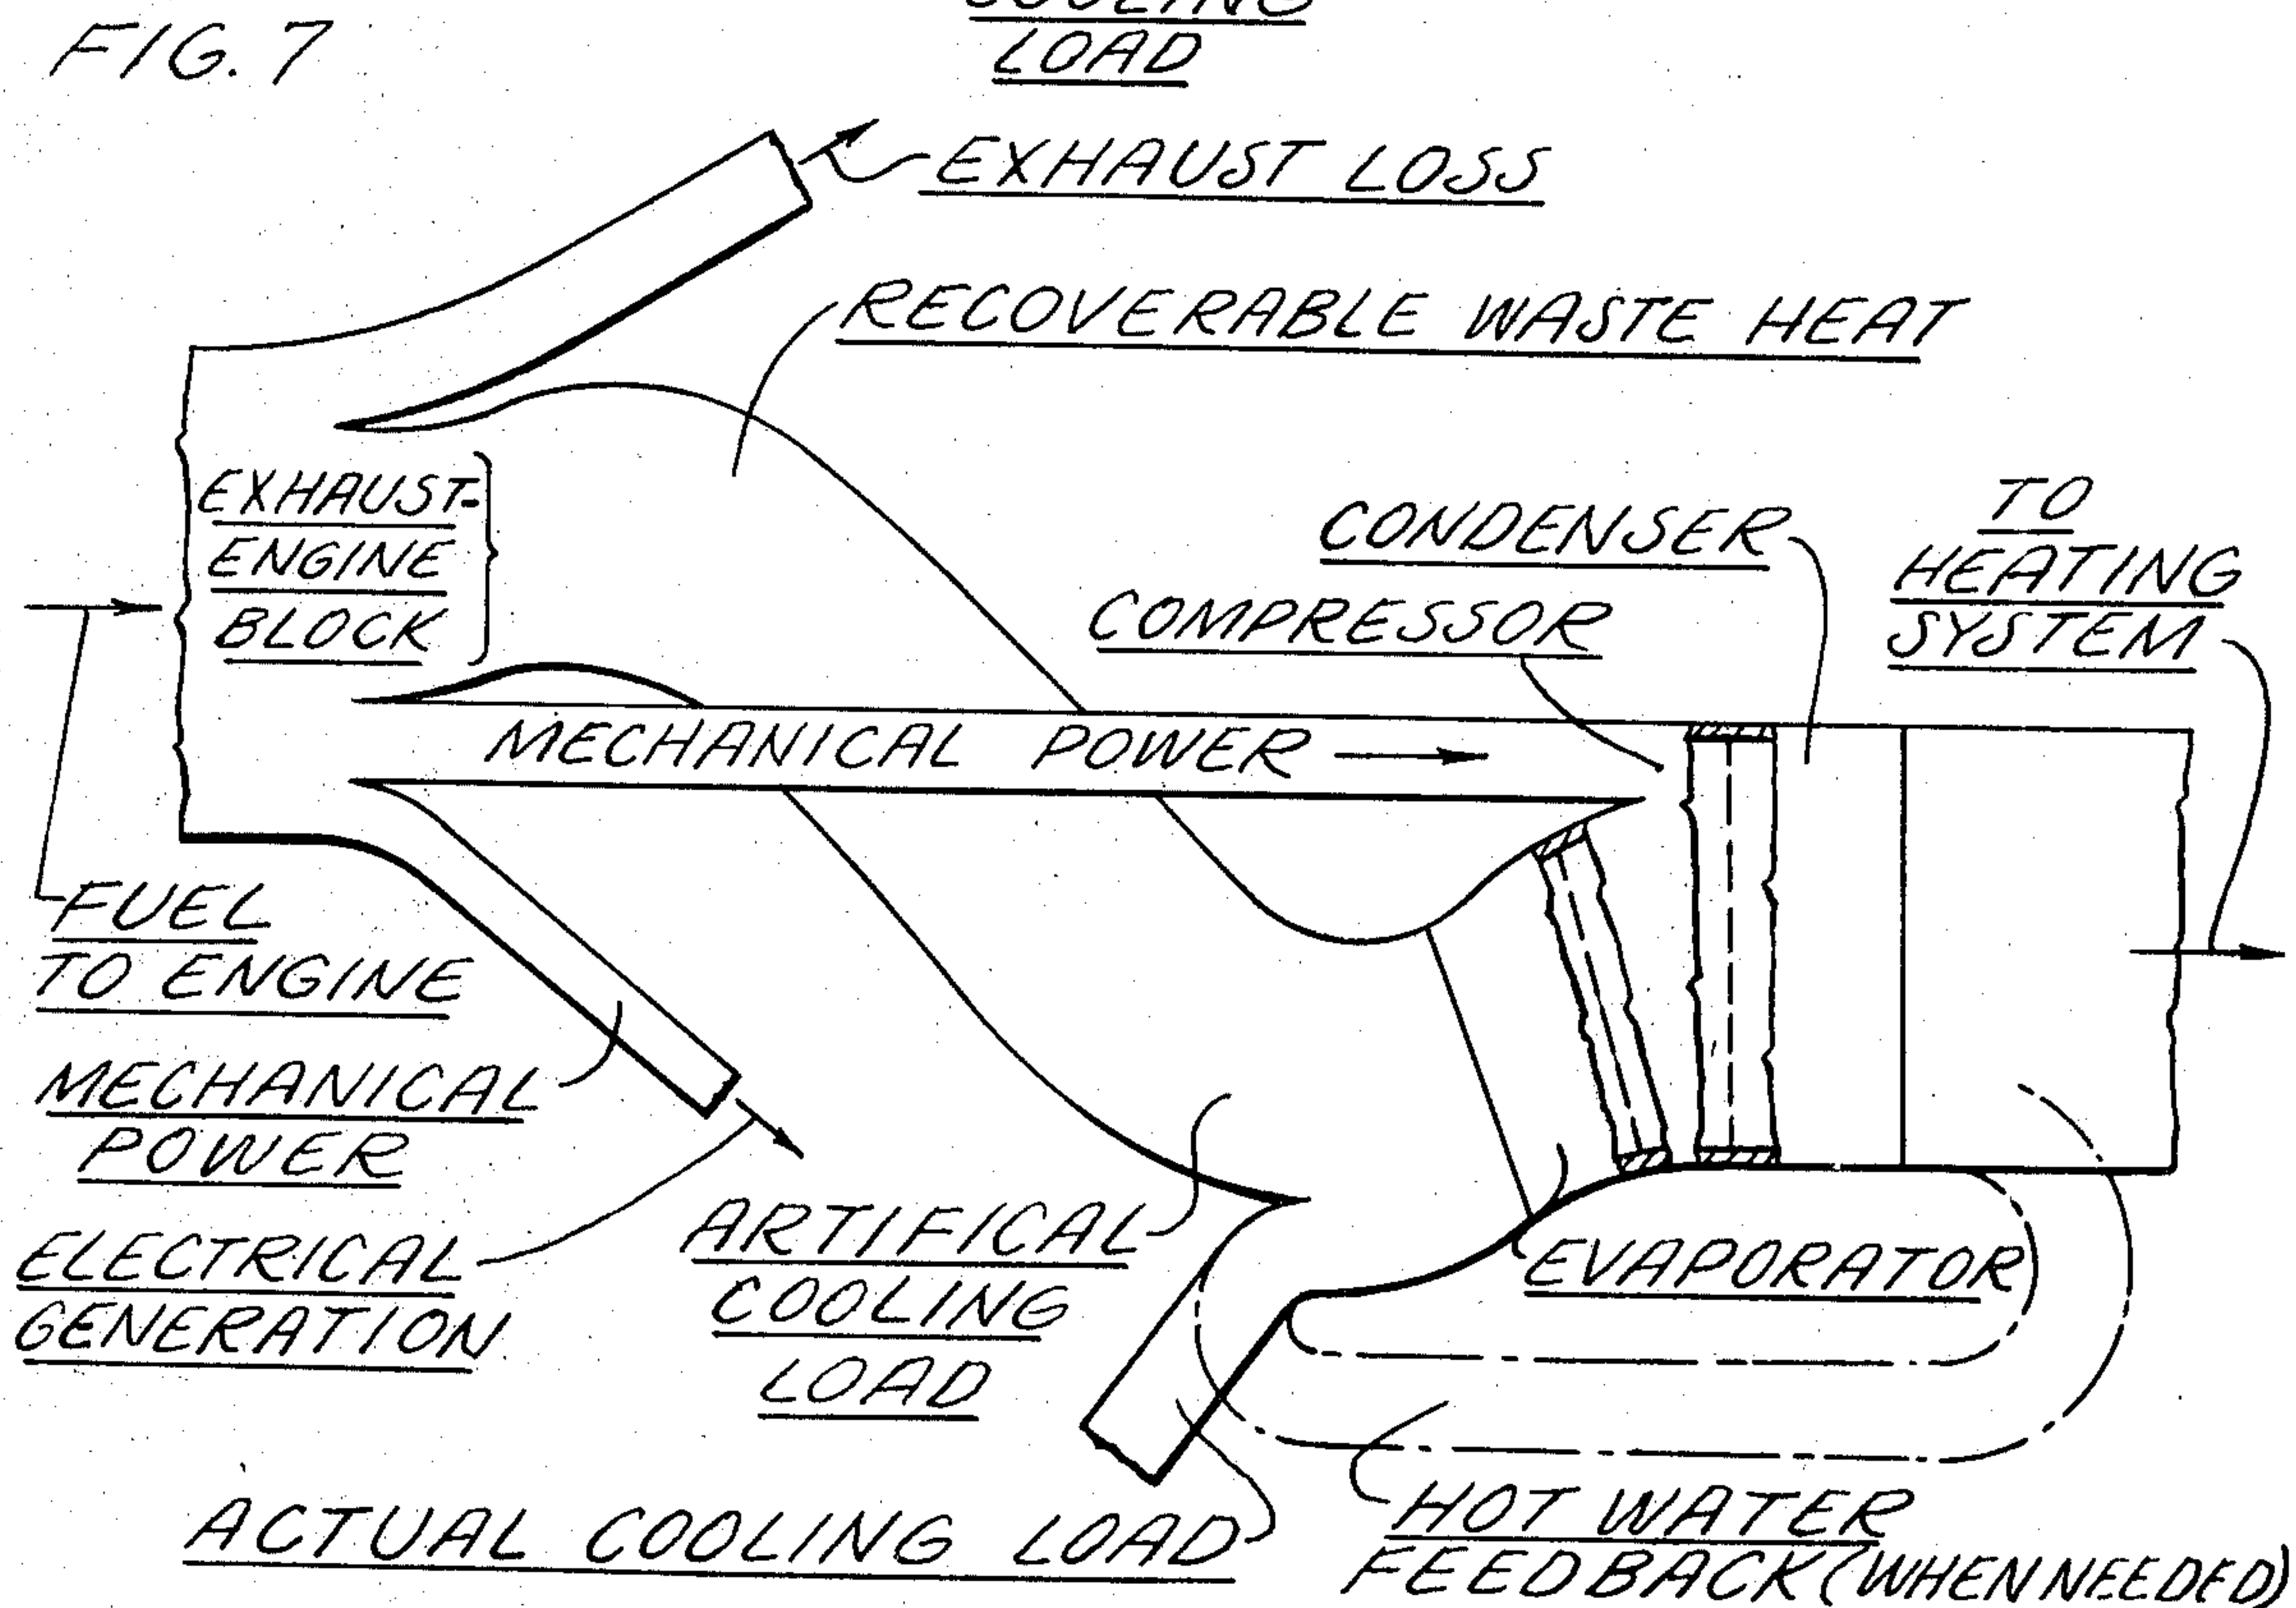 FIG. 7
COOLING
LOAD
EXHAUST LOSS
RECOVERABLE WASTE HEAT
EXHAUST-
ENGINE
BLOCK
CONDENSER
COMPRESSOR
TO
HEATING
SYSTEM
MECHANICAL POWER
FUEL
TO ENGINE
MECHANICAL
POWER
ELECTRICAL
GENERATION
ARTIFICAL
COOLING
LOAD
EVAPORATOR
ACTUAL COOLING LOAD
HOT WATER
FEEDBACK (WHEN NEEDED)